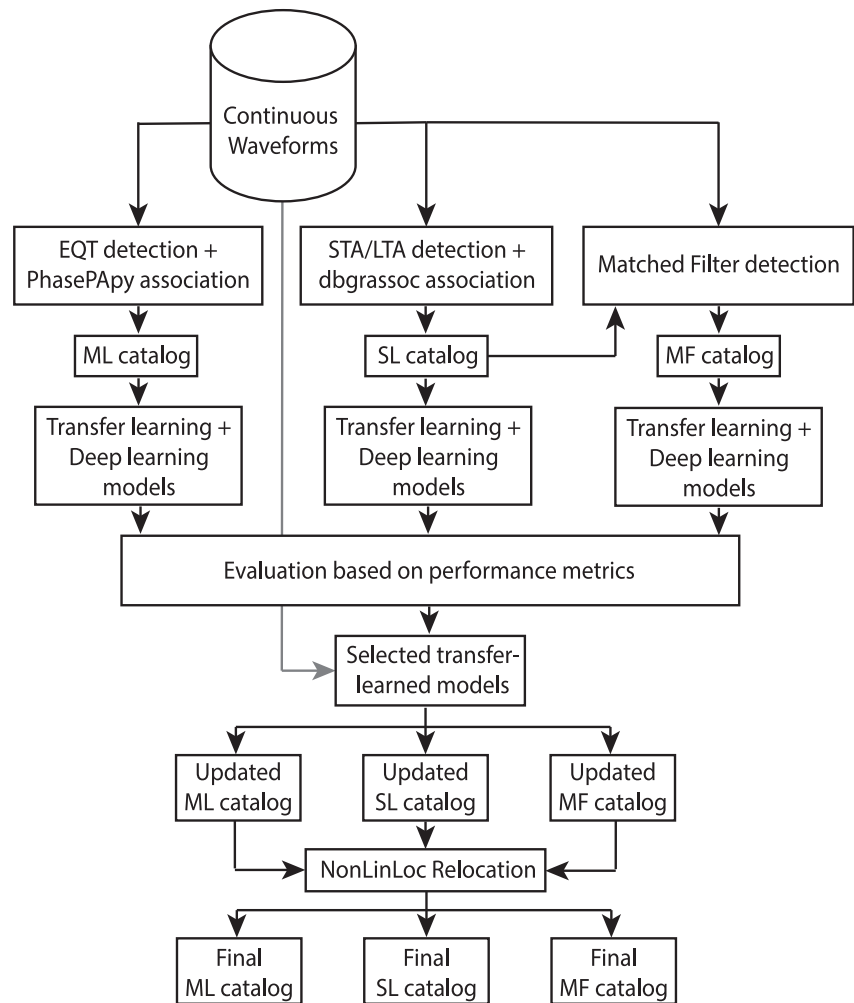 Continuous
Waveforms
EQT detection +
PhasePApy association
STA/LTA detection +
dbgrassoc association
Matched Filter detection
ML catalog
SL catalog
MF catalog
Transfer learning +
Deep learning
models
Transfer learning +
Deep learning
models
Transfer learning +
Deep learning
models
Evaluation based on performance metrics
Selected transfer-
learned models
Updated
ML catalog
Updated
SL catalog
Updated
MF catalog
NonLinLoc Relocation
Final
ML catalog
Final
SL catalog
Final
MF catalog